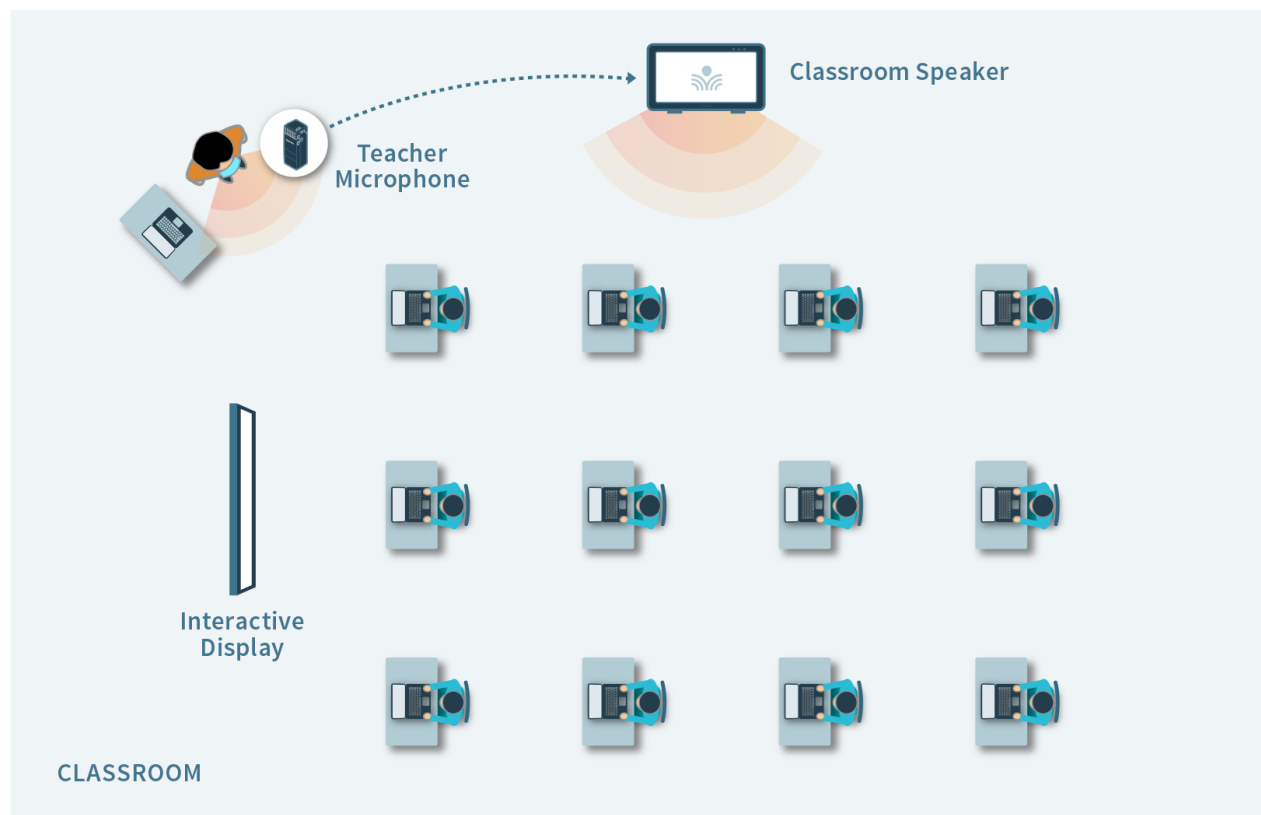 Classroom Speaker
Teacher
Microphone
Interactive
Display
CLASSROOM